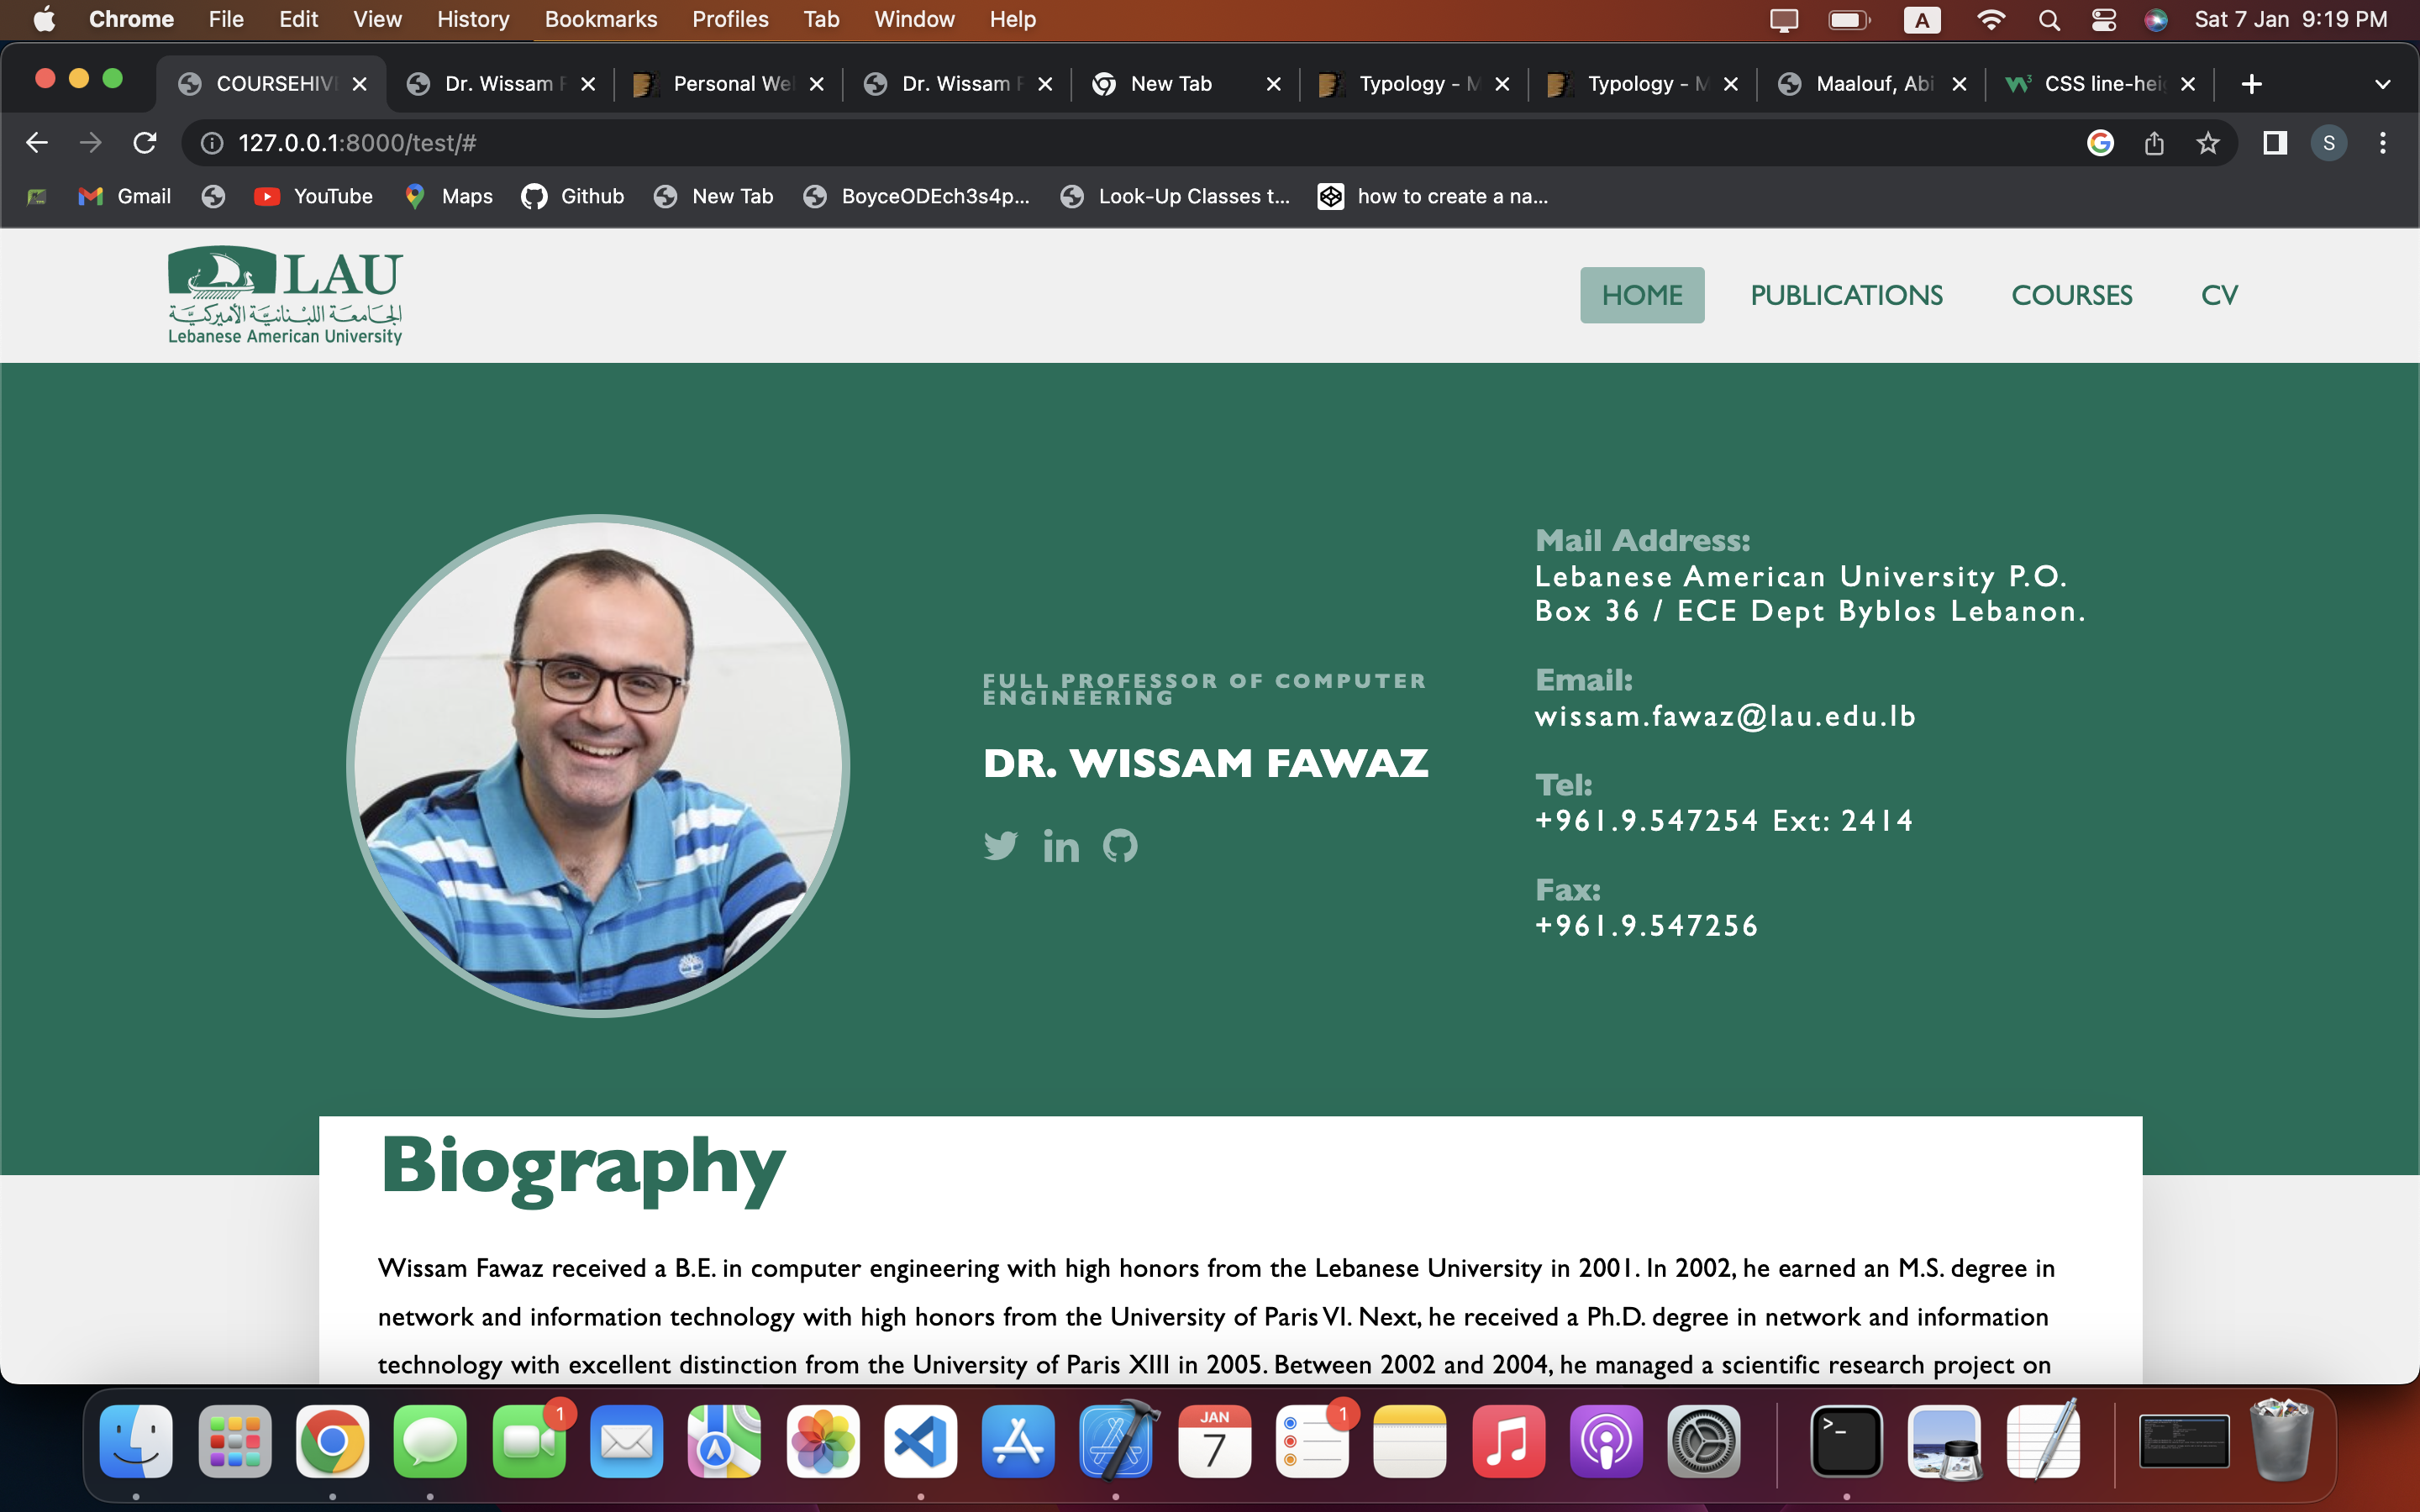 Chrome File Edit View History Bookmarks Profiles Tab Window Help
A Sat 7 Jan 9:19 PM
COURSEHIV Dr. Wissam F Personal We Dr. Wissam F New Tab Typology - M Typology - M Maalouf, Abi CSS line-hei
127.0.0.1:8000/test/#
S
Gmail YouTube Maps Github New Tab BoyceODEch3s4p... Look-Up Classes t... how to create a na...
LAU
الجامعة اللبنانية الأميركية
Lebanese American University
HOME PUBLICATIONS COURSES CV
FULL PROFESSOR OF COMPUTER
ENGINEERING
DR. WISSAM FAWAZ
in
Mail Address:
Lebanese American University P.O.
Box 36 / ECE Dept Byblos Lebanon.
Email:
wissam.fawaz@lau.edu.lb
Tel:
+961.9.547254 Ext: 2414
Fax:
+961.9.547256
Biography
Wissam Fawaz received a B.E. in computer engineering with high honors from the Lebanese University in 2001. In 2002, he earned an M.S. degree in
network and information technology with high honors from the University of Paris VI. Next, he received a Ph.D. degree in network and information
technology with excellent distinction from the University of Paris XIII in 2005. Between 2002 and 2004, he managed a scientific research project on
1 JAN 7 1